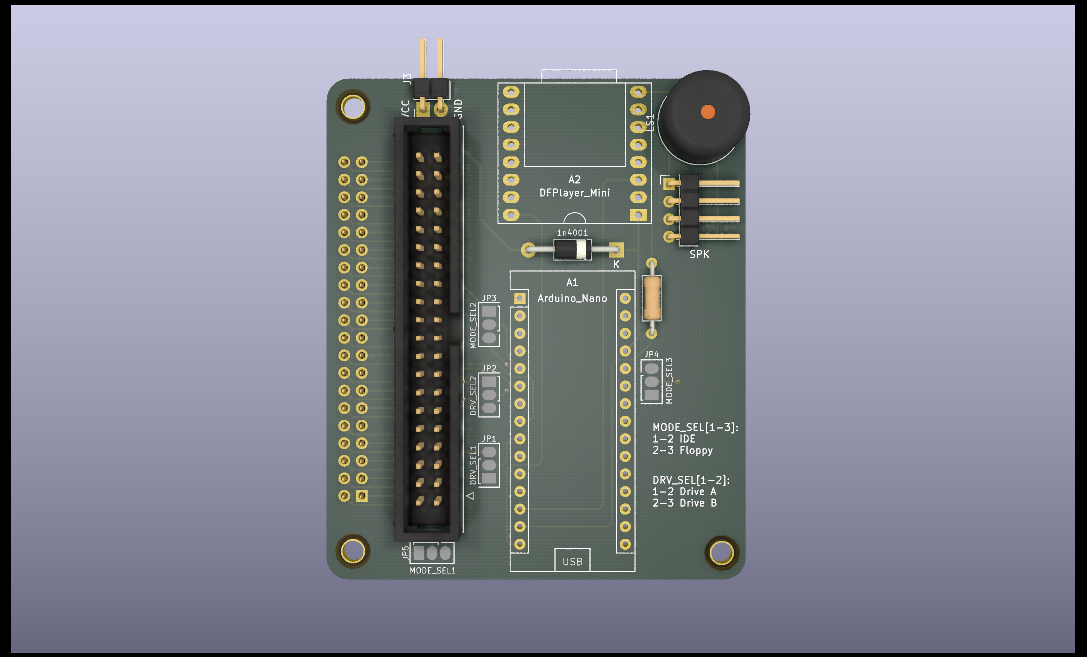 J3
VCC
GND
LS1
A2
DFPlayer_Mini
1n4001
K
SPK
A1
Arduino_Nano
JP3
MODE_SEL2
JP2
DRV_SEL2
JP4
MODE_SEL3
JP1
DRV_SEL1
MODE_SEL[1-3]:
1-2 IDE
2-3 Floppy
DRV_SEL[1-2]:
1-2 Drive A
2-3 Drive B
JP5
MODE_SEL1
USB